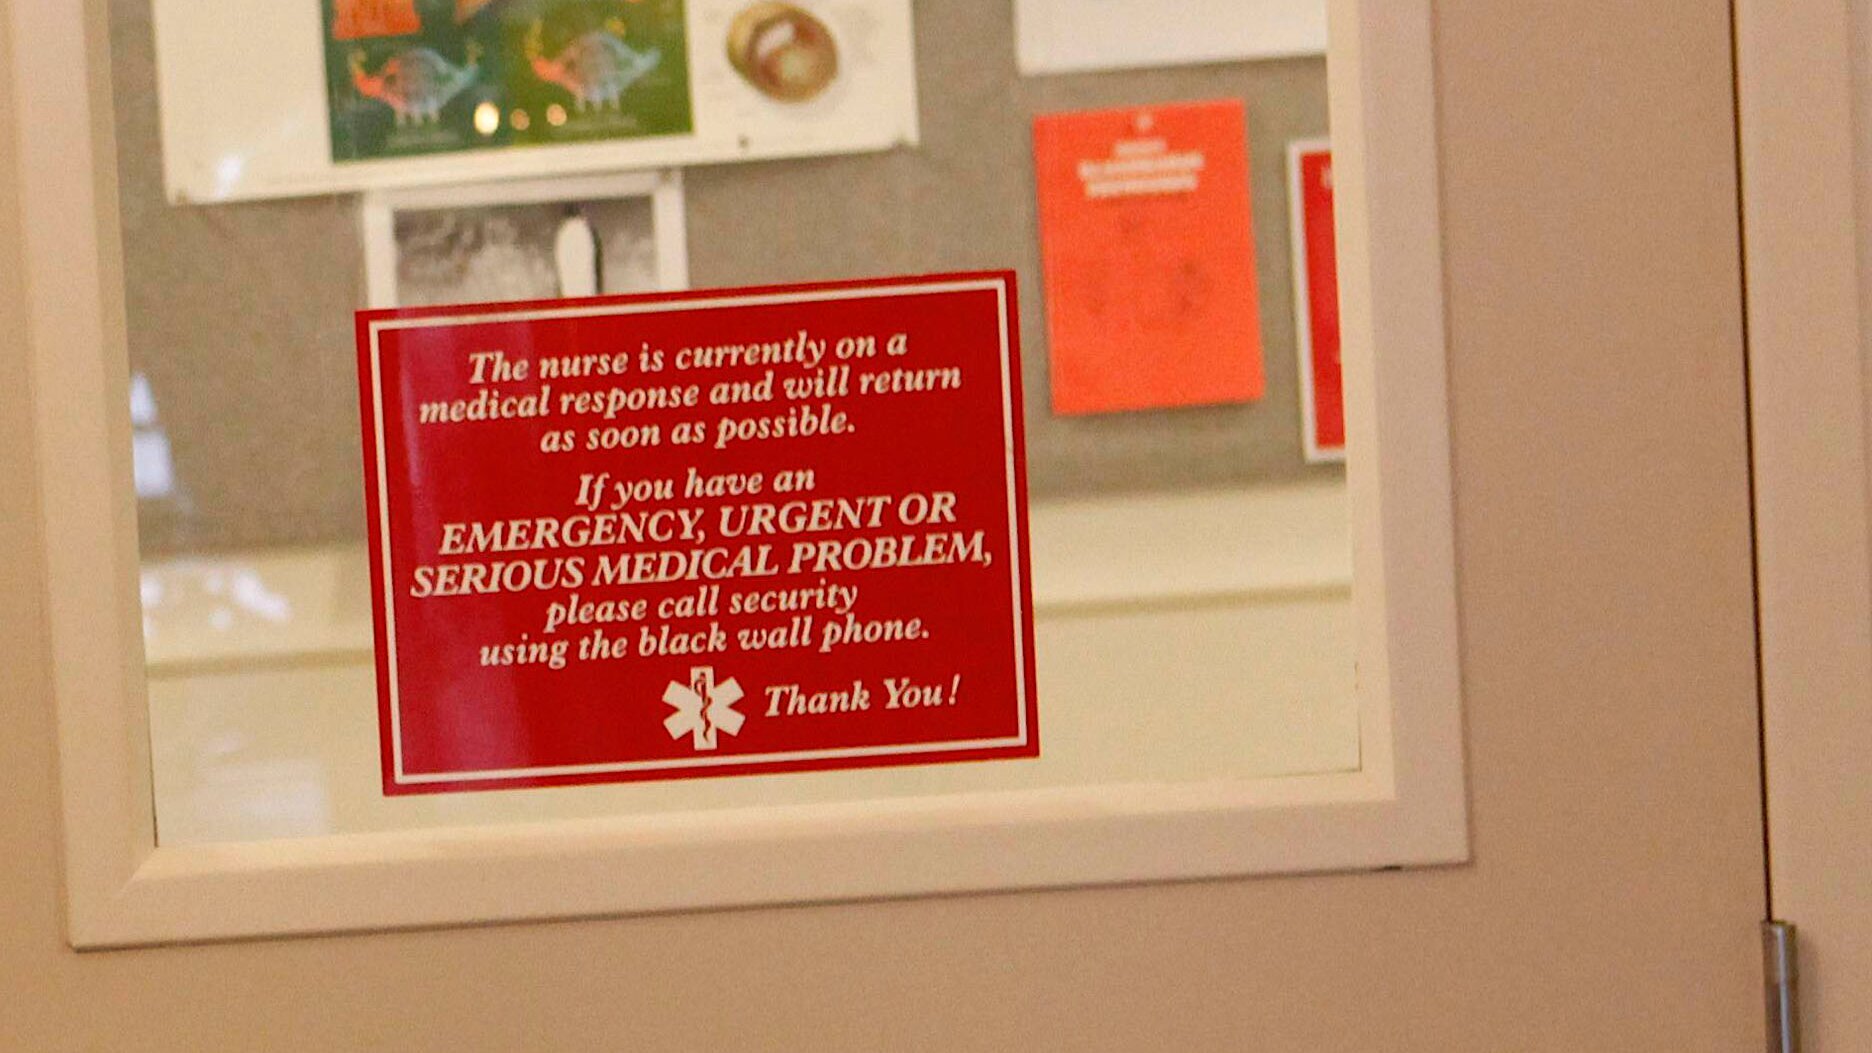 The nurse is currently on a
medical response and will return
as soon as possible.
If you have an
EMERGENCY, URGENT OR
SERIOUS MEDICAL PROBLEM,
please call security
using the black wall phone.
Thank You!